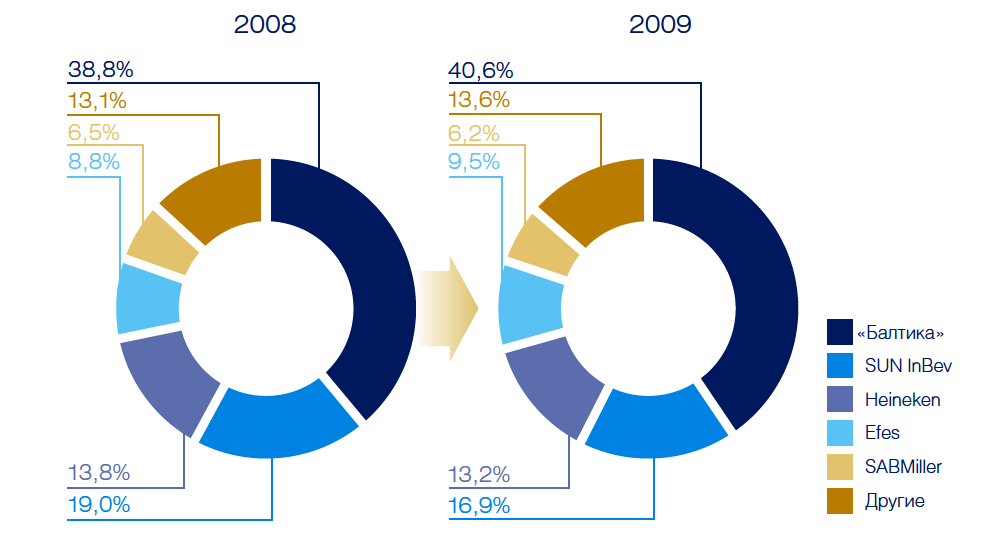 2008
2009
38,8%
13,1%
6,5%
8,8%
13,8%
19,0%
40,6%
13,6%
6,2%
9,5%
13,2%
16,9%
«Балтика»
SUN InBev
Heineken
Efes
SABMiller
Другие